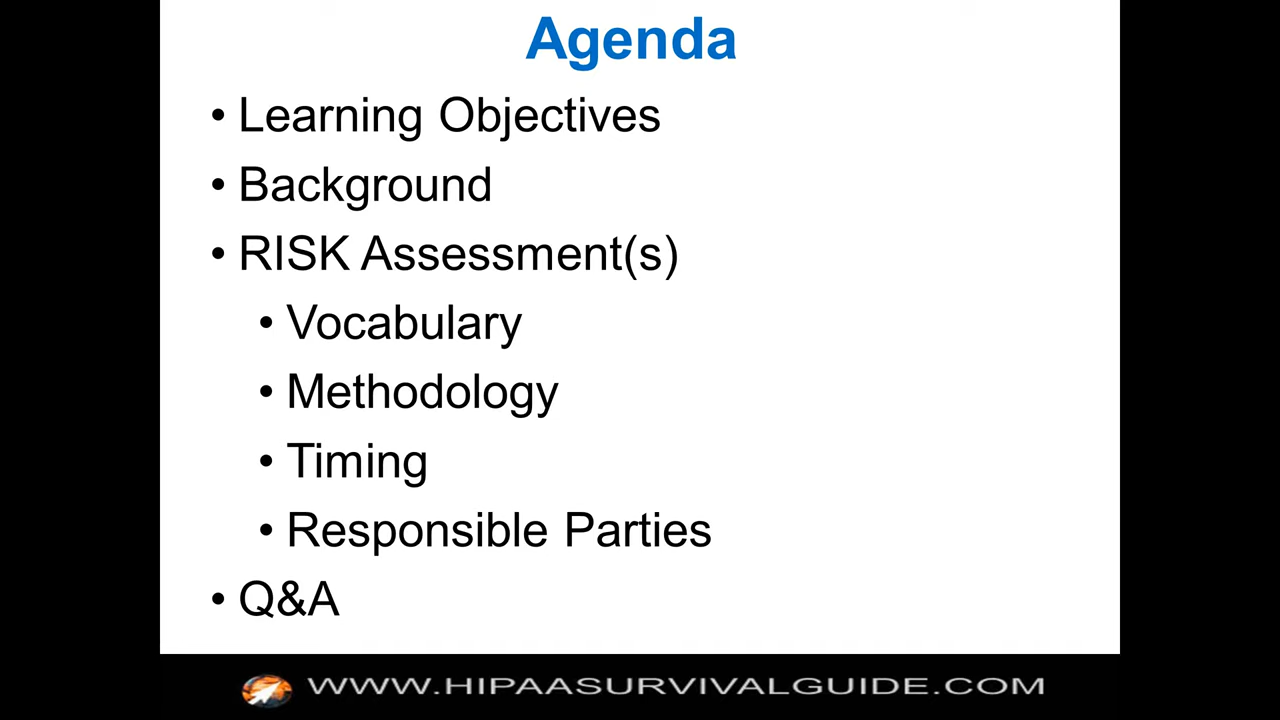 Agenda
• Learning Objectives
• Background
• RISK Assessment(s)
• Vocabulary
• Methodology
• Timing
• Responsible Parties
• Q&A
WWW.HIPAASURVIVALGUIDE.COM